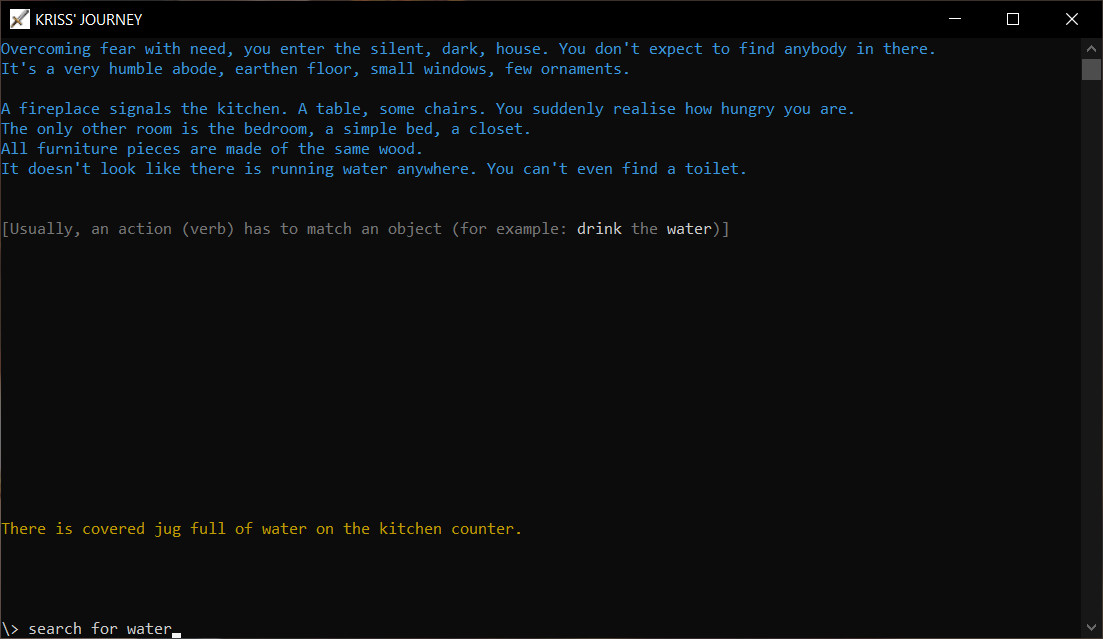 KRISS' JOURNEY
Overcoming fear with need, you enter the silent, dark, house. You don't expect to find anybody in there.
It's a very humble abode, earthen floor, small windows, few ornaments.
A fireplace signals the kitchen. A table, some chairs. You suddenly realise how hungry you are.
The only other room is the bedroom, a simple bed, a closet.
All furniture pieces are made of the same wood.
It doesn't look like there is running water anywhere. You can't even find a toilet.
[Usually, an action (verb) has to match an object (for example: drink the water)]
There is covered jug full of water on the kitchen counter.
\> search for water_